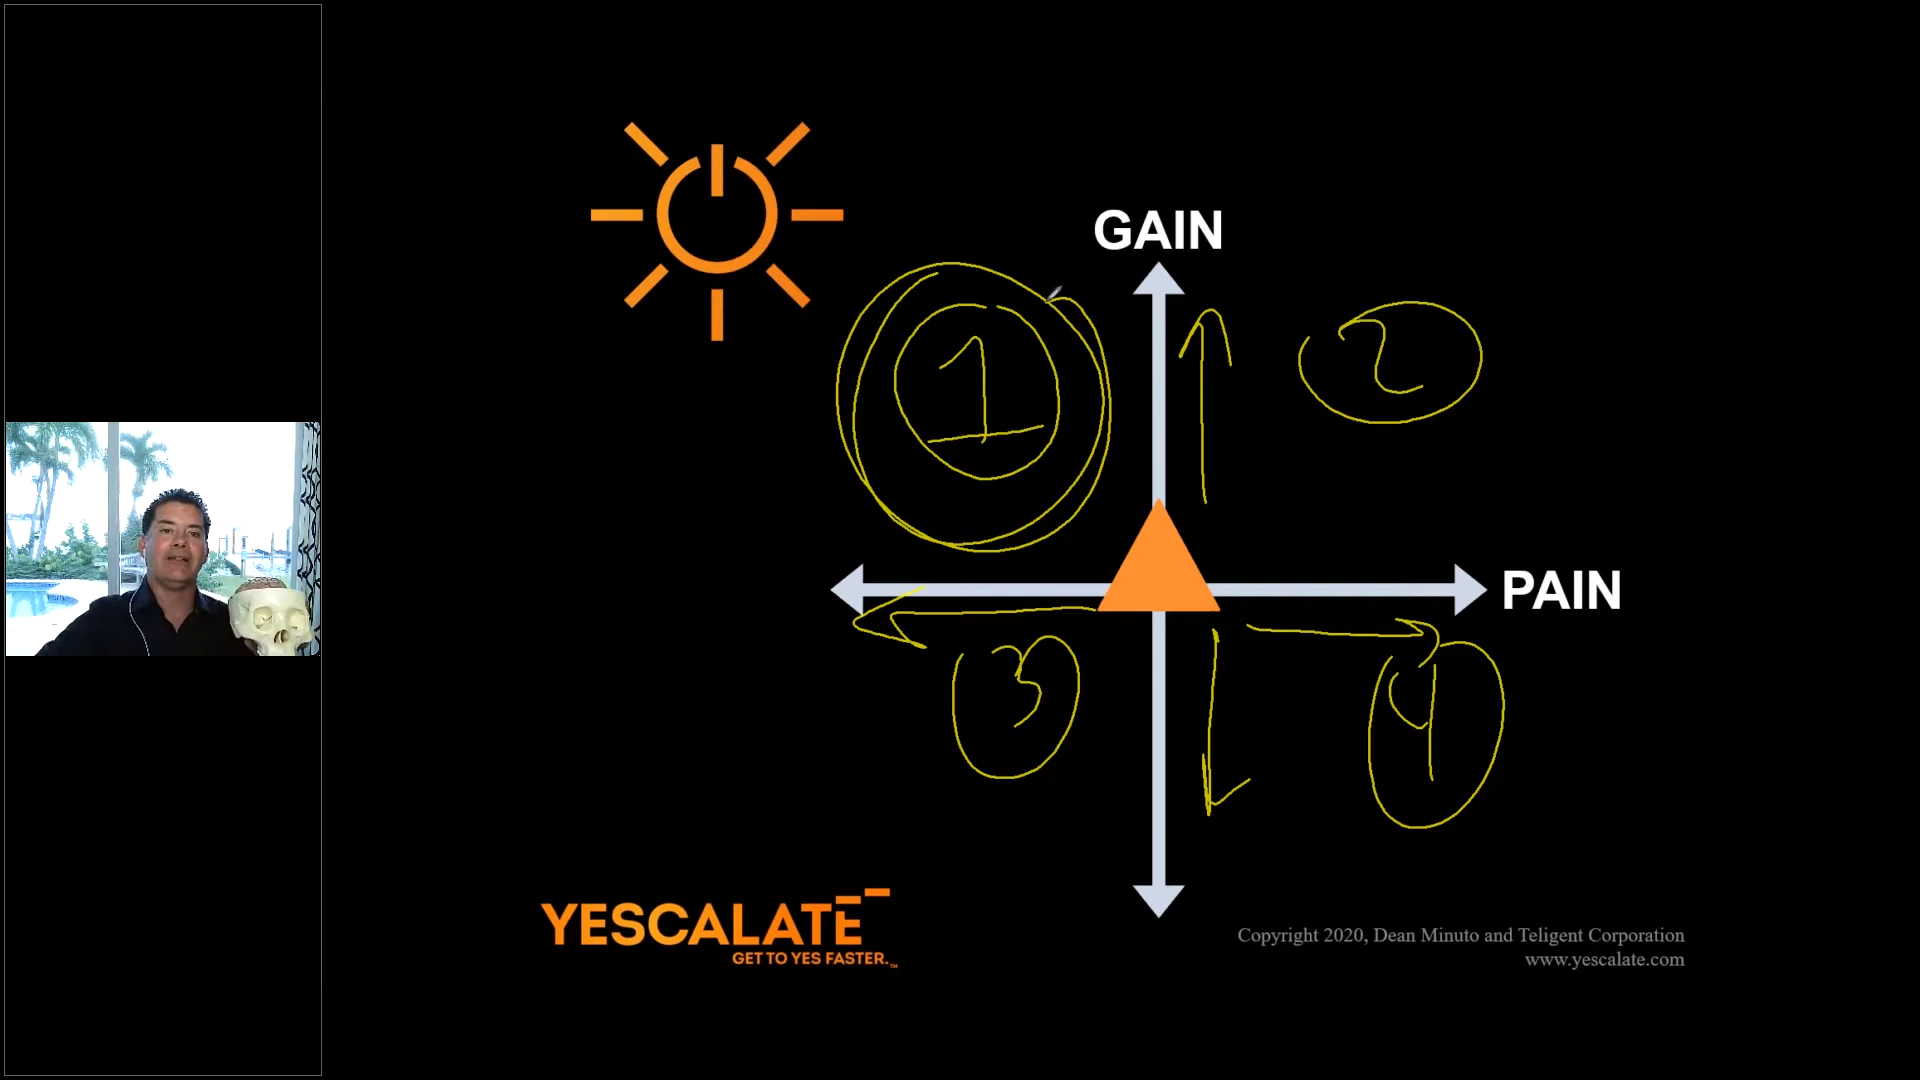 GAIN
1
2
PAIN
3
4
YESCALATE
GET TO YES FASTER.™
Copyright 2020, Dean Minuto and Teligent Corporation
www.yescalate.com